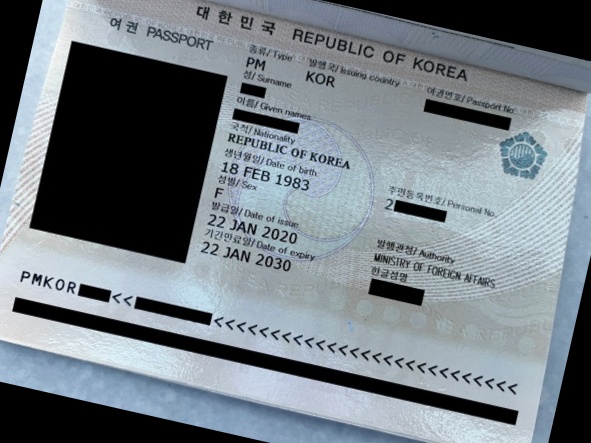 대한민국 REPUBLIC OF KOREA
여권 PASSPORT
종류/Type 발행국/Issuing country 여권번호/Passport No.
PM KOR
성/Surname
이름/Given names
국적/Nationality
REPUBLIC OF KOREA
생년월일/Date of birth 주민등록번호/Personal No.
18 FEB 1983 2
성별/Sex
F
발급일/Date of issue 발행관청/Authority
22 JAN 2020 MINISTRY OF FOREIGN AFFAIRS
기간만료일/Date of expiry 한글성명
22 JAN 2030
PMKOR << <<<<<<<<<<<<<<<<<<<<<<<<<<<<